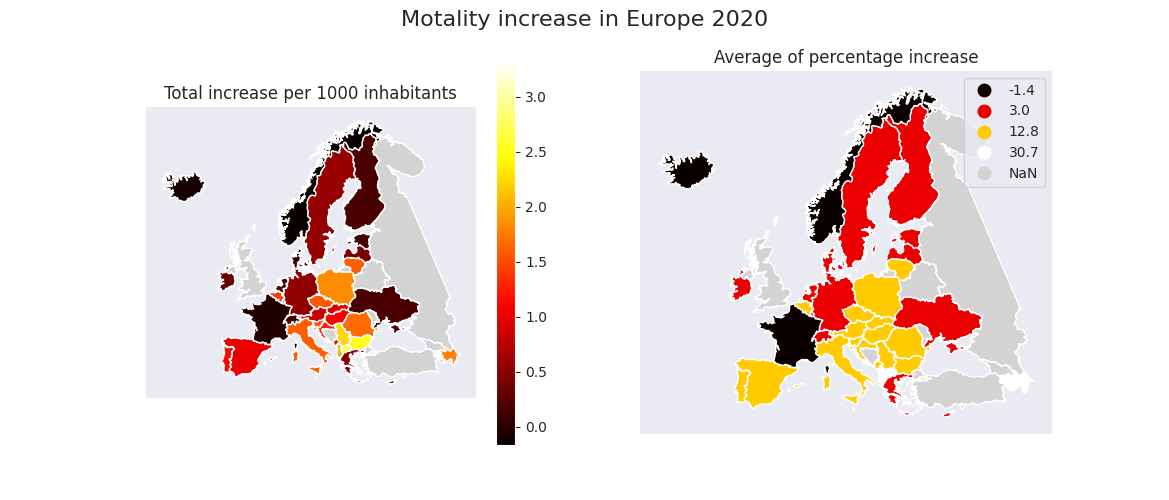 Motality increase in Europe 2020
Total increase per 1000 inhabitants
3.0
2.5
2.0
1.5
1.0
0.5
0.0
Average of percentage increase
-1.4
3.0
12.8
30.7
NaN